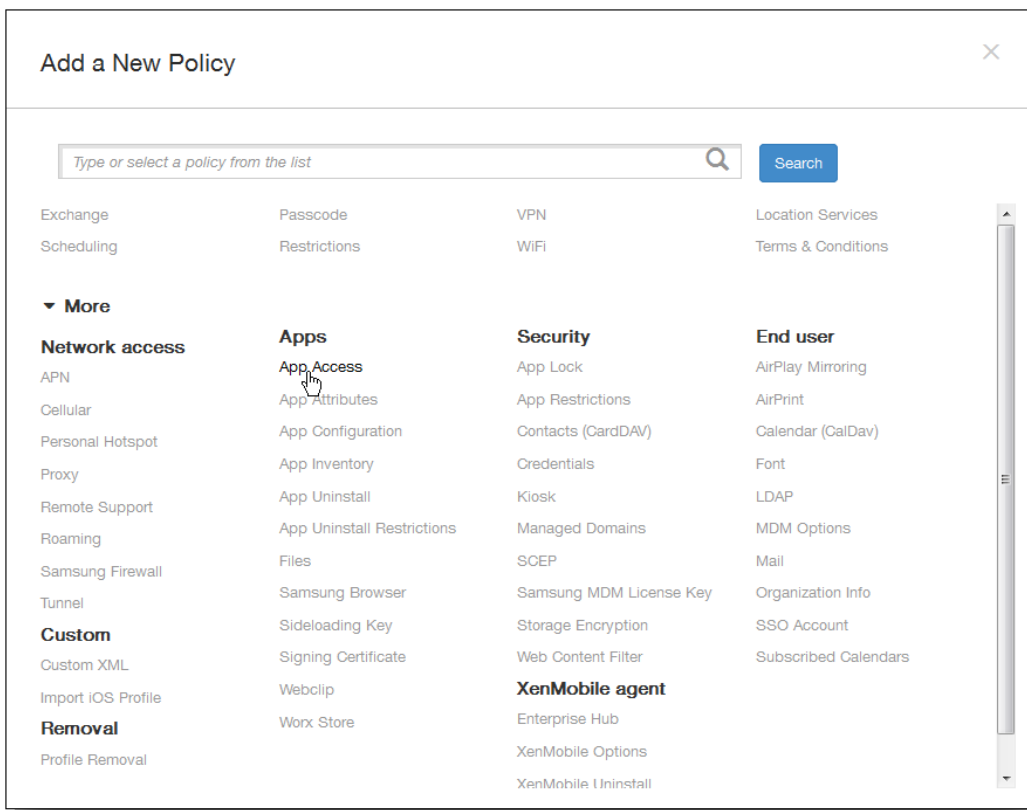 Add a New Policy
Type or select a policy from the list
Search
Exchange
Passcode
VPN
Location Services
Scheduling
Restrictions
WiFi
Terms & Conditions
More
Network access
APN
Cellular
Personal Hotspot
Proxy
Remote Support
Roaming
Samsung Firewall
Tunnel
Custom
Custom XML
Import iOS Profile
Removal
Profile Removal
Apps
App Access
App Attributes
App Configuration
App Inventory
App Uninstall
App Uninstall Restrictions
Files
Samsung Browser
Sideloading Key
Signing Certificate
Webclip
Worx Store
Security
App Lock
App Restrictions
Contacts (CardDAV)
Credentials
Kiosk
Managed Domains
SCEP
Samsung MDM License Key
Storage Encryption
Web Content Filter
XenMobile agent
Enterprise Hub
XenMobile Options
XenMobile Uninstall
End user
AirPlay Mirroring
AirPrint
Calendar (CalDav)
Font
LDAP
MDM Options
Mail
Organization Info
SSO Account
Subscribed Calendars